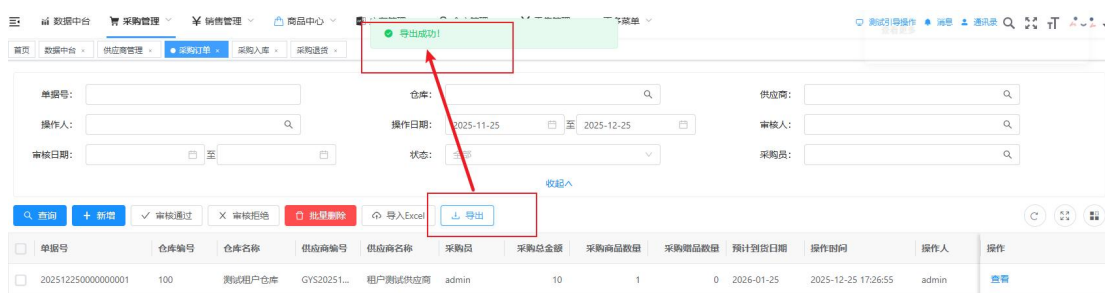 数据中台 采购管理 ¥ 销售管理 商品中心
测试引导操作 消息 通讯录
导出成功!
首页 数据中台 × 供应商管理 × 采购订单 × 采购入库 × 采购退货 ×
单据号: 仓库: 供应商:
操作人: 操作日期: 2025-11-25 至 2025-12-25 审核人:
审核日期: 至 状态: 全部 采购员:
收起
查询 + 新增 审核通过 审核拒绝 批量删除 导入Excel 导出
单据号 仓库编号 仓库名称 供应商编号 供应商名称 采购员 采购总金额 采购商品数量 采购赠品数量 预计到货日期 操作时间 操作人 操作
202512250000000001 100 测试租户仓库 GYS20251... 租户测试供应商 admin 10 1 0 2026-01-25 2025-12-25 17:26:55 admin 查看